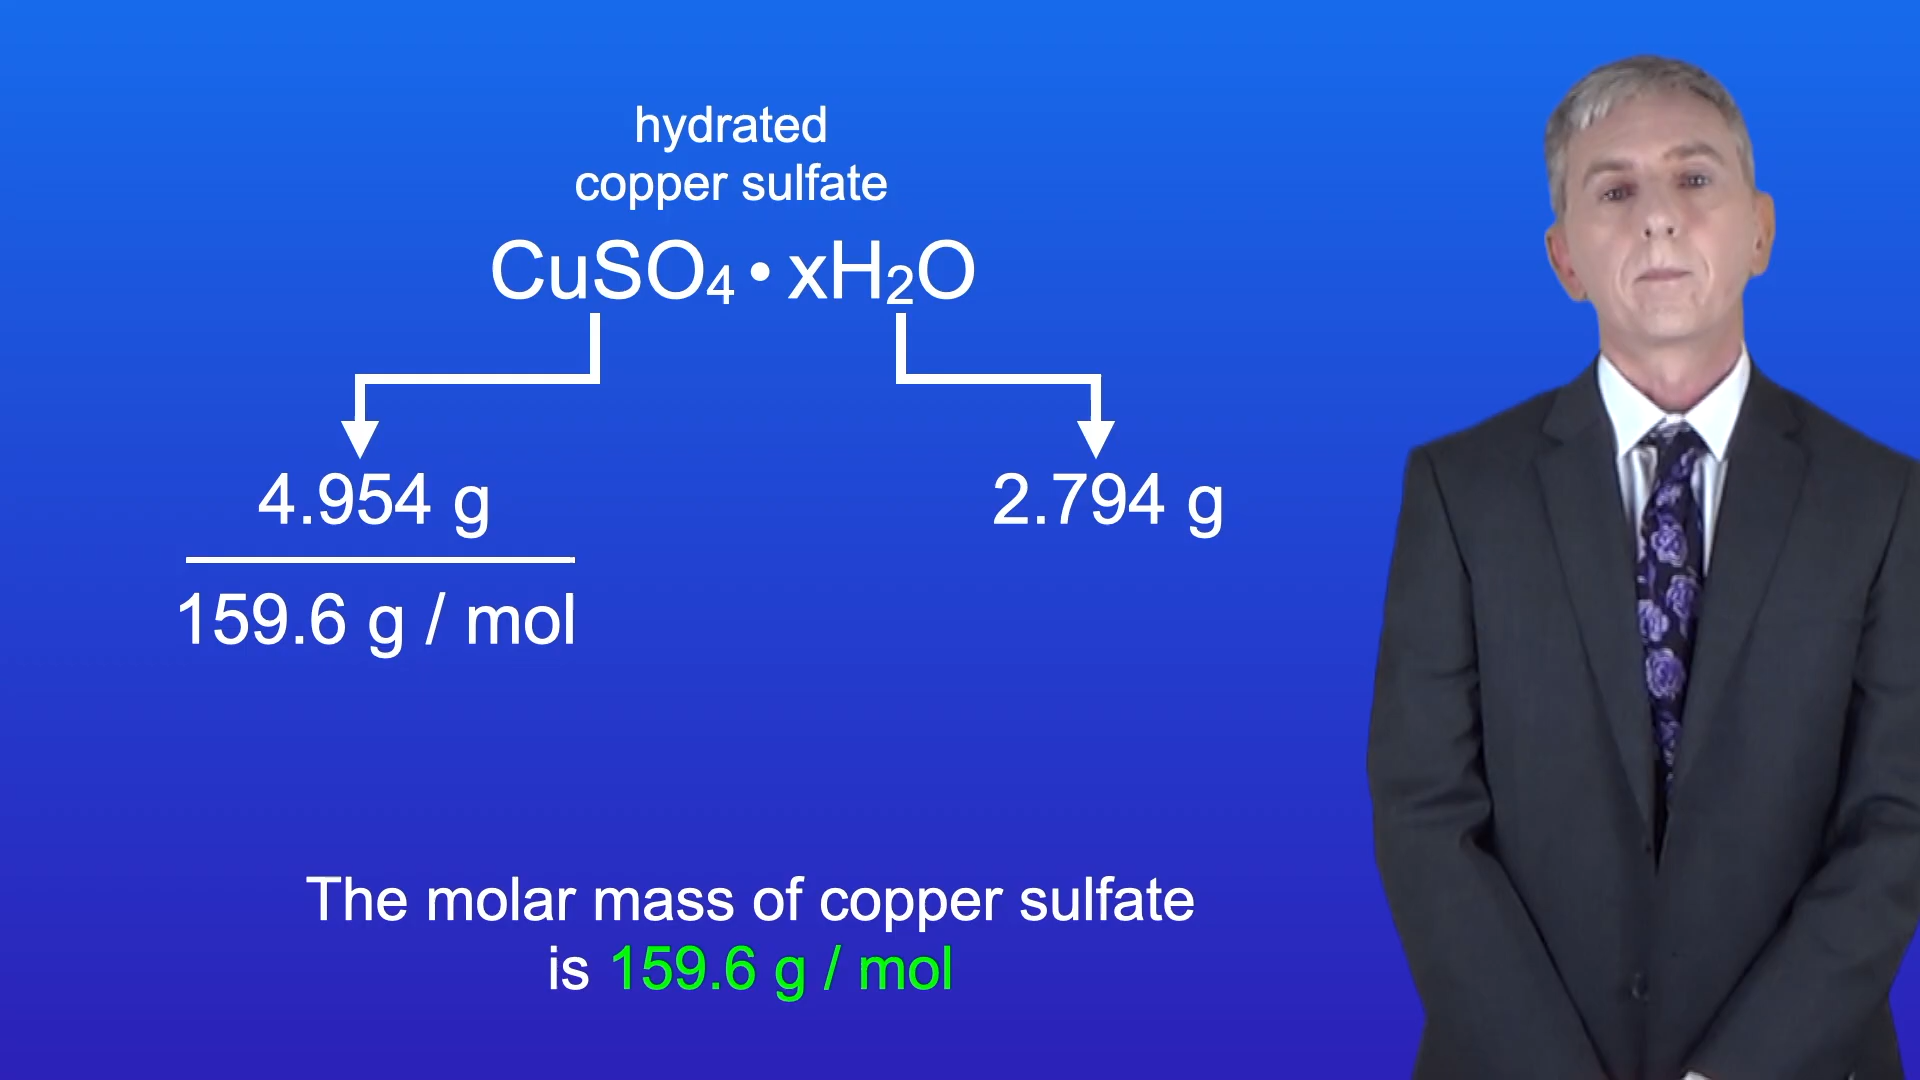 hydrated
copper sulfate
CuSO₄ • xH₂O
4.954 g
2.794 g
159.6 g / mol
The molar mass of copper sulfate
is 159.6 g / mol